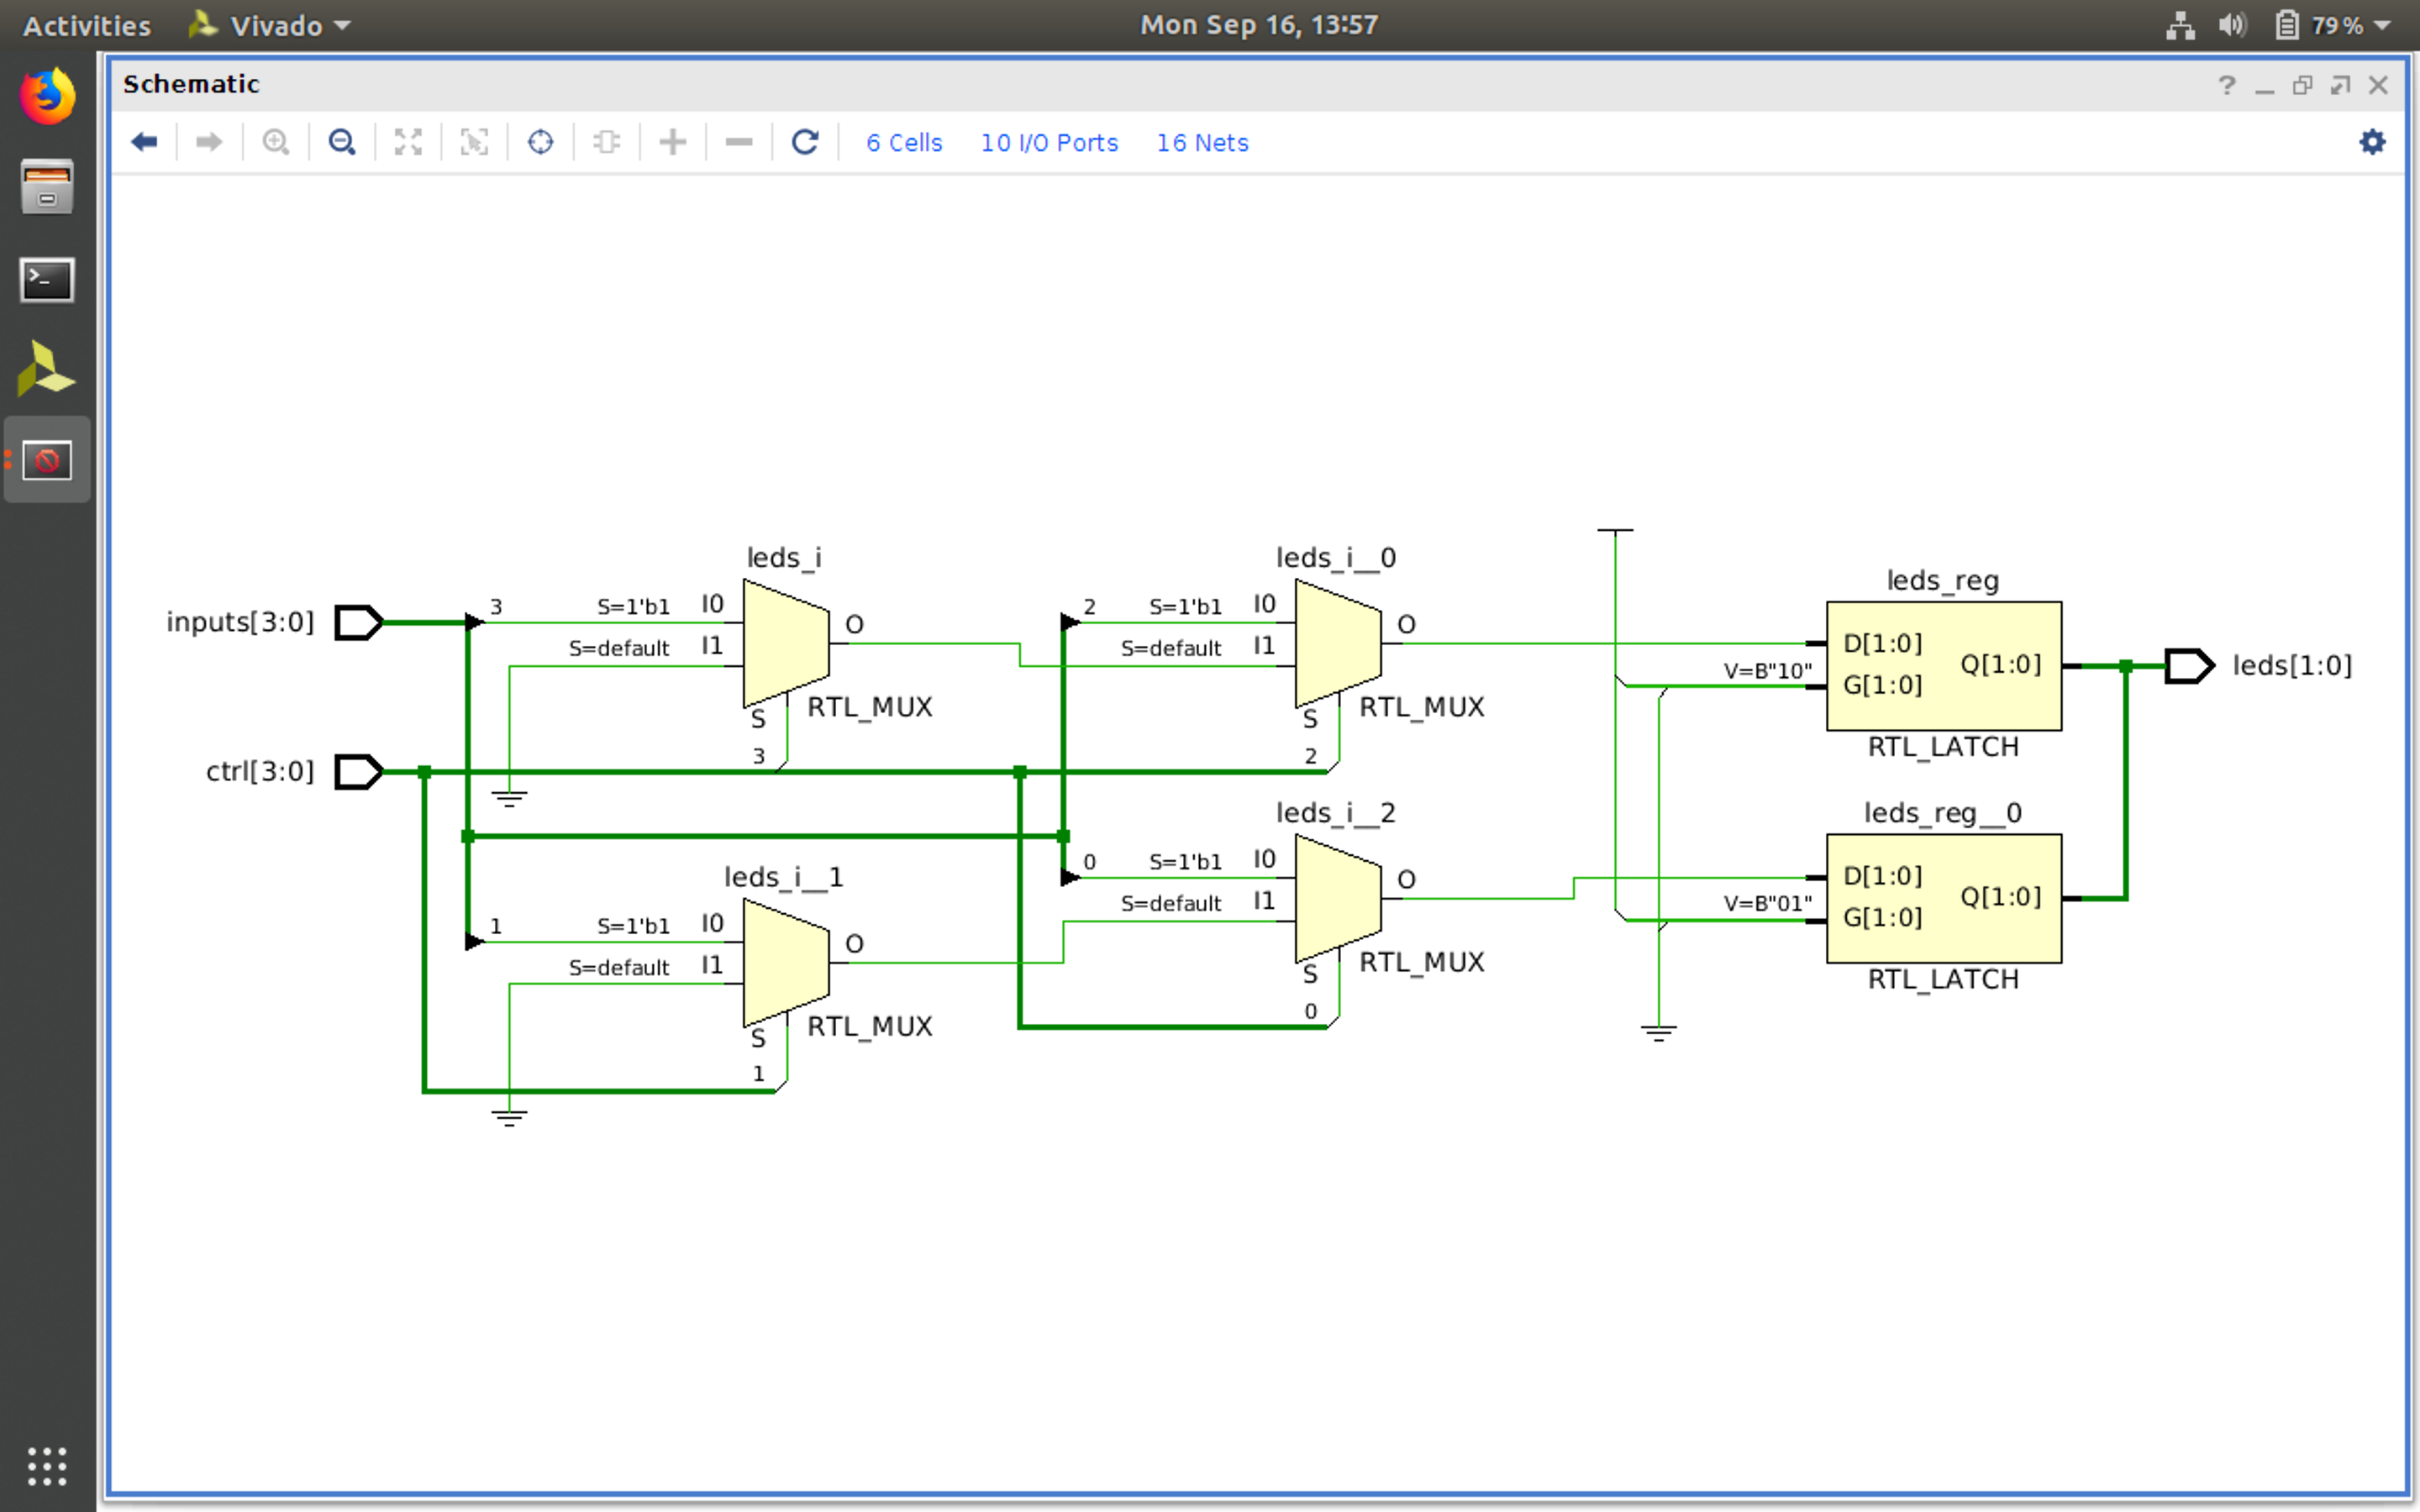 Activities Vivado Mon Sep 16, 13:57 79%
Schematic
6 Cells 10 I/O Ports 16 Nets
leds_i
inputs[3:0]
3 S=1'b1 I0
S=default I1
O
S
RTL_MUX
3
leds_i__0
2 S=1'b1 I0
S=default I1
O
S
RTL_MUX
2
leds_reg
D[1:0]
V=B"10" G[1:0]
Q[1:0]
RTL_LATCH
leds[1:0]
ctrl[3:0]
leds_i__1
1 S=1'b1 I0
S=default I1
O
S
RTL_MUX
1
leds_i__2
0 S=1'b1 I0
S=default I1
O
S
RTL_MUX
0
leds_reg__0
D[1:0]
V=B"01" G[1:0]
Q[1:0]
RTL_LATCH